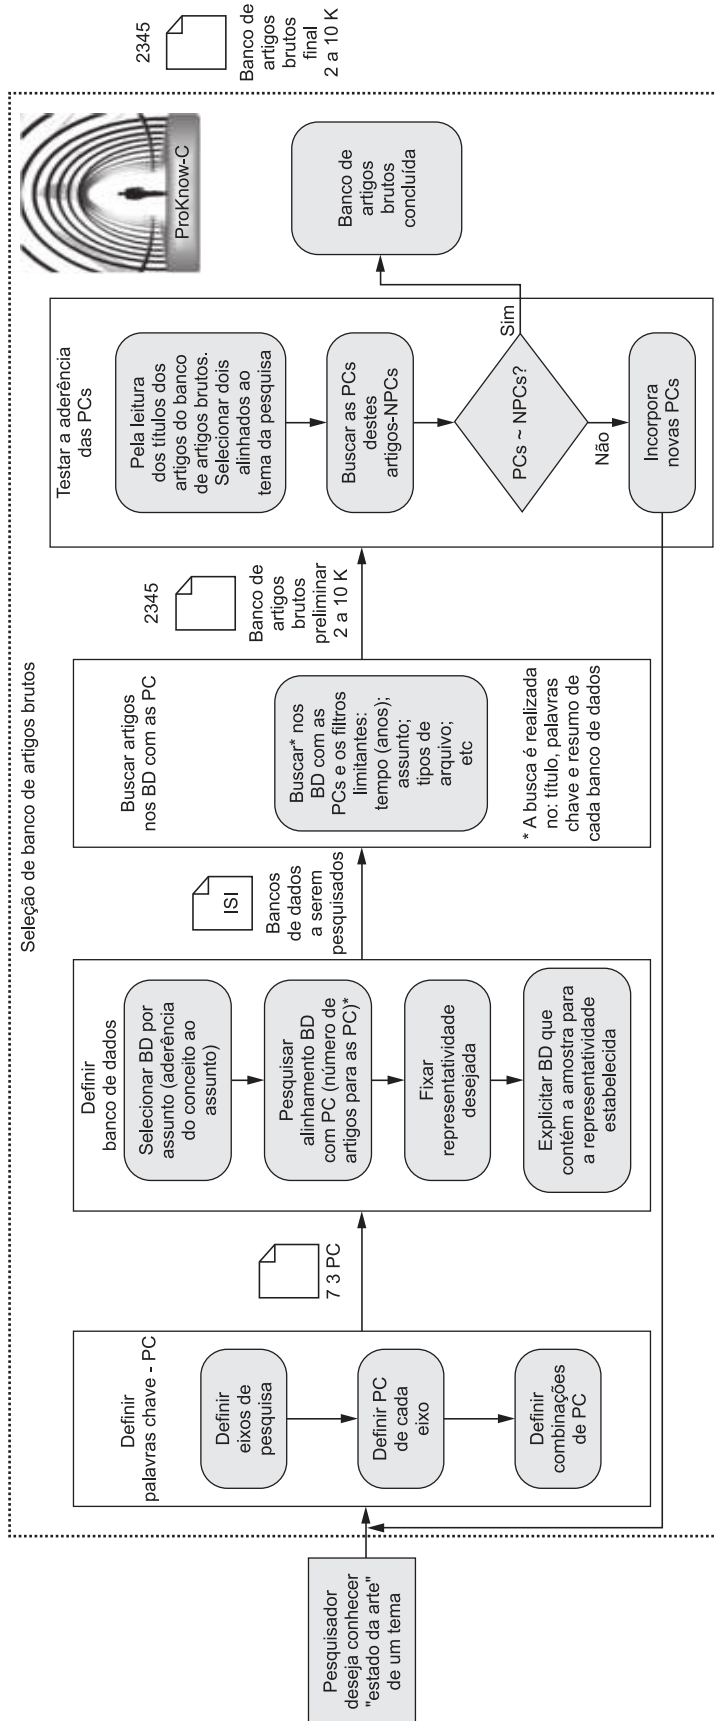 Seleção de banco de artigos brutos
Pesquisador
deseja conhecer
"estado da arte"
de um tema
Definir
palavras chave - PC
Definir
eixos de
pesquisa
Definir PC
de cada
eixo
Definir
combinações
de PC
7 3 PC
Definir
banco de dados
Selecionar BD por
assunto (aderência
do conceito ao
assunto)
Pesquisar
alinhamento BD
com PC (número de
artigos para as PC)*
Fixar
representatividade
desejada
Explicitar BD que
contém a amostra para
a representatividade
estabelecida
ISI
Bancos
de dados
a serem
pesquisados
Buscar artigos
nos BD com as PC
Buscar* nos
BD com as
PCs e os filtros
limitantes:
tempo (anos);
assunto;
tipos de
arquivo;
etc
* A busca é realizada
no: título, palavras
chave e resumo de
cada banco de dados
2345
Banco de
artigos
brutos
preliminar
2 a 10 K
Testar a aderência
das PCs
Pela leitura
dos títulos dos
artigos do banco
de artigos brutos.
Selecionar dois
alinhados ao
tema da pesquisa
Buscar as PCs
destes
artigos-NPCs
PCs ~ NPCs?
Sim
Não
Incorpora
novas PCs
ProKnow-C
Banco de
artigos
brutos
concluída
2345
Banco de
artigos
brutos
final
2 a 10 K